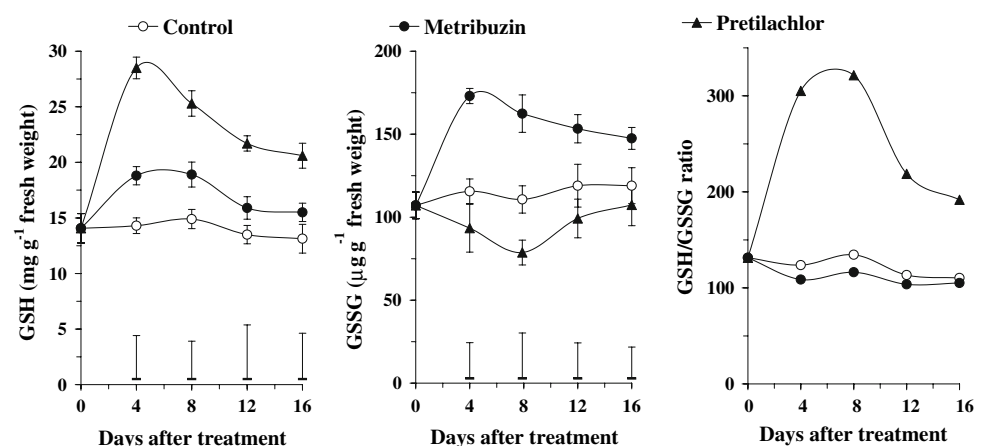 Control Metribuzin Pretilachlor
GSH (mg g⁻¹ fresh weight)
30
25
20
15
10
5
0
0 4 8 12 16
Days after treatment
GSSG (µg g⁻¹ fresh weight)
200
150
100
50
0
0 4 8 12 16
Days after treatment
GSH/GSSG ratio
300
200
100
0
0 4 8 12 16
Days after treatment